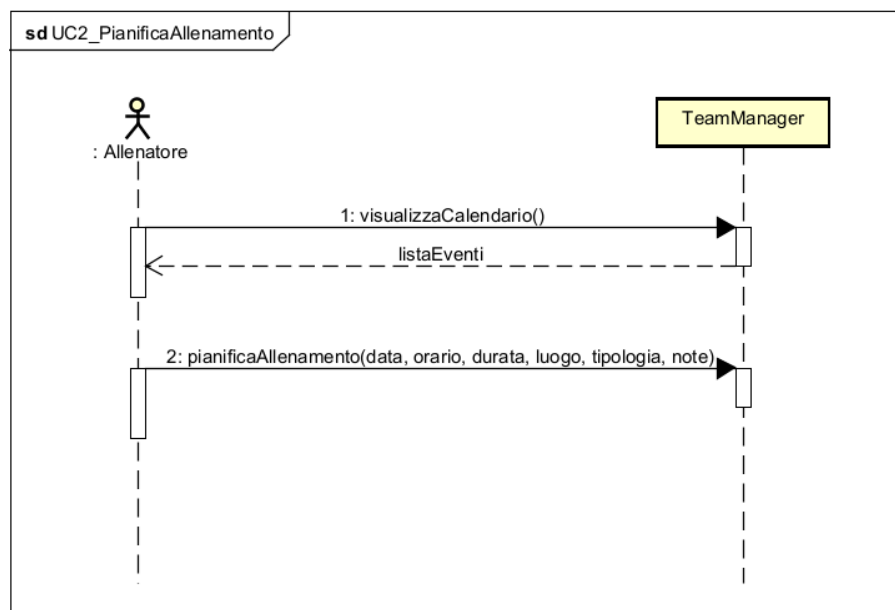 sd UC2_PianificaAllenamento
: Allenatore
TeamManager
1: visualizzaCalendario()
listaEventi
2: pianificaAllenamento(data, orario, durata, luogo, tipologia, note)